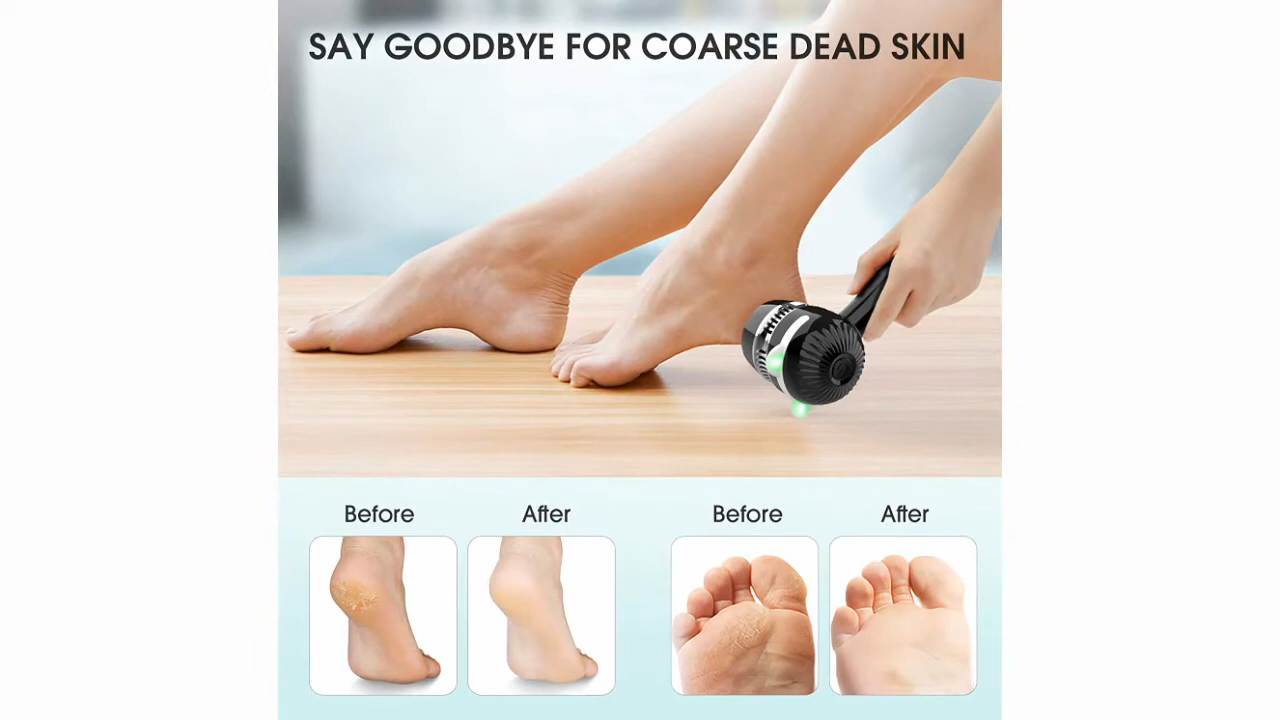 SAY GOODBYE FOR COARSE DEAD SKIN
Before
After
Before
After